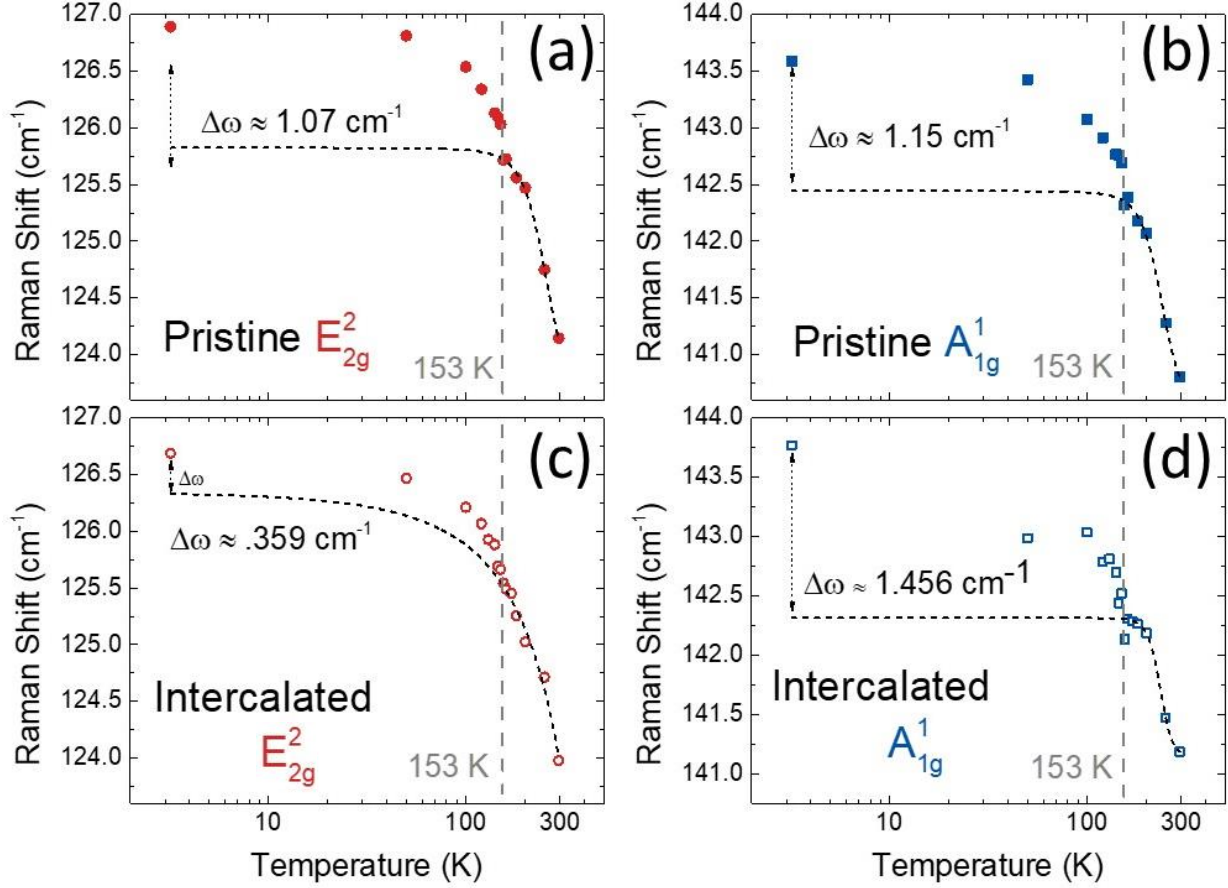 127.0
126.5
126.0
125.5
125.0
124.5
124.0
Raman Shift (cm⁻¹)
(a)
Δω ≈ 1.07 cm⁻¹
Pristine E²₂g
153 K
144.0
143.5
143.0
142.5
142.0
141.5
141.0
Raman Shift (cm⁻¹)
(b)
Δω ≈ 1.15 cm⁻¹
Pristine A¹₁g
153 K
127.0
126.5
126.0
125.5
125.0
124.5
124.0
Raman Shift (cm⁻¹)
(c)
Δω
Δω ≈ .359 cm⁻¹
Intercalated
E²₂g
153 K
10
100
300
Temperature (K)
144.0
143.5
143.0
142.5
142.0
141.5
141.0
Raman Shift (cm⁻¹)
(d)
Δω ≈ 1.456 cm⁻¹
Intercalated
A¹₁g
153 K
10
100
300
Temperature (K)